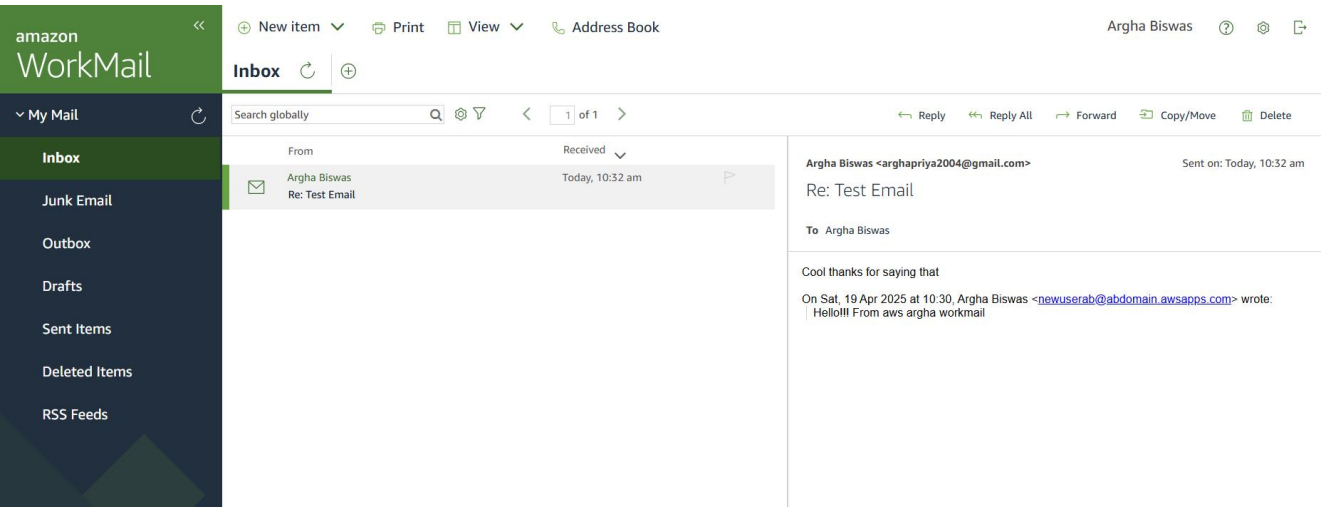 amazon
WorkMail
My Mail
Inbox
Junk Email
Outbox
Drafts
Sent Items
Deleted Items
RSS Feeds
New item Print View Address Book
Argha Biswas
Inbox
Search globally
1 of 1
Reply Reply All Forward Copy/Move Delete
From Received
Argha Biswas Today, 10:32 am
Re: Test Email
Argha Biswas <arghapriya2004@gmail.com> Sent on: Today, 10:32 am
Re: Test Email
To Argha Biswas
Cool thanks for saying that
On Sat, 19 Apr 2025 at 10:30, Argha Biswas <newuserab@abdomain.awsapps.com> wrote:
Hello!!! From aws argha workmail